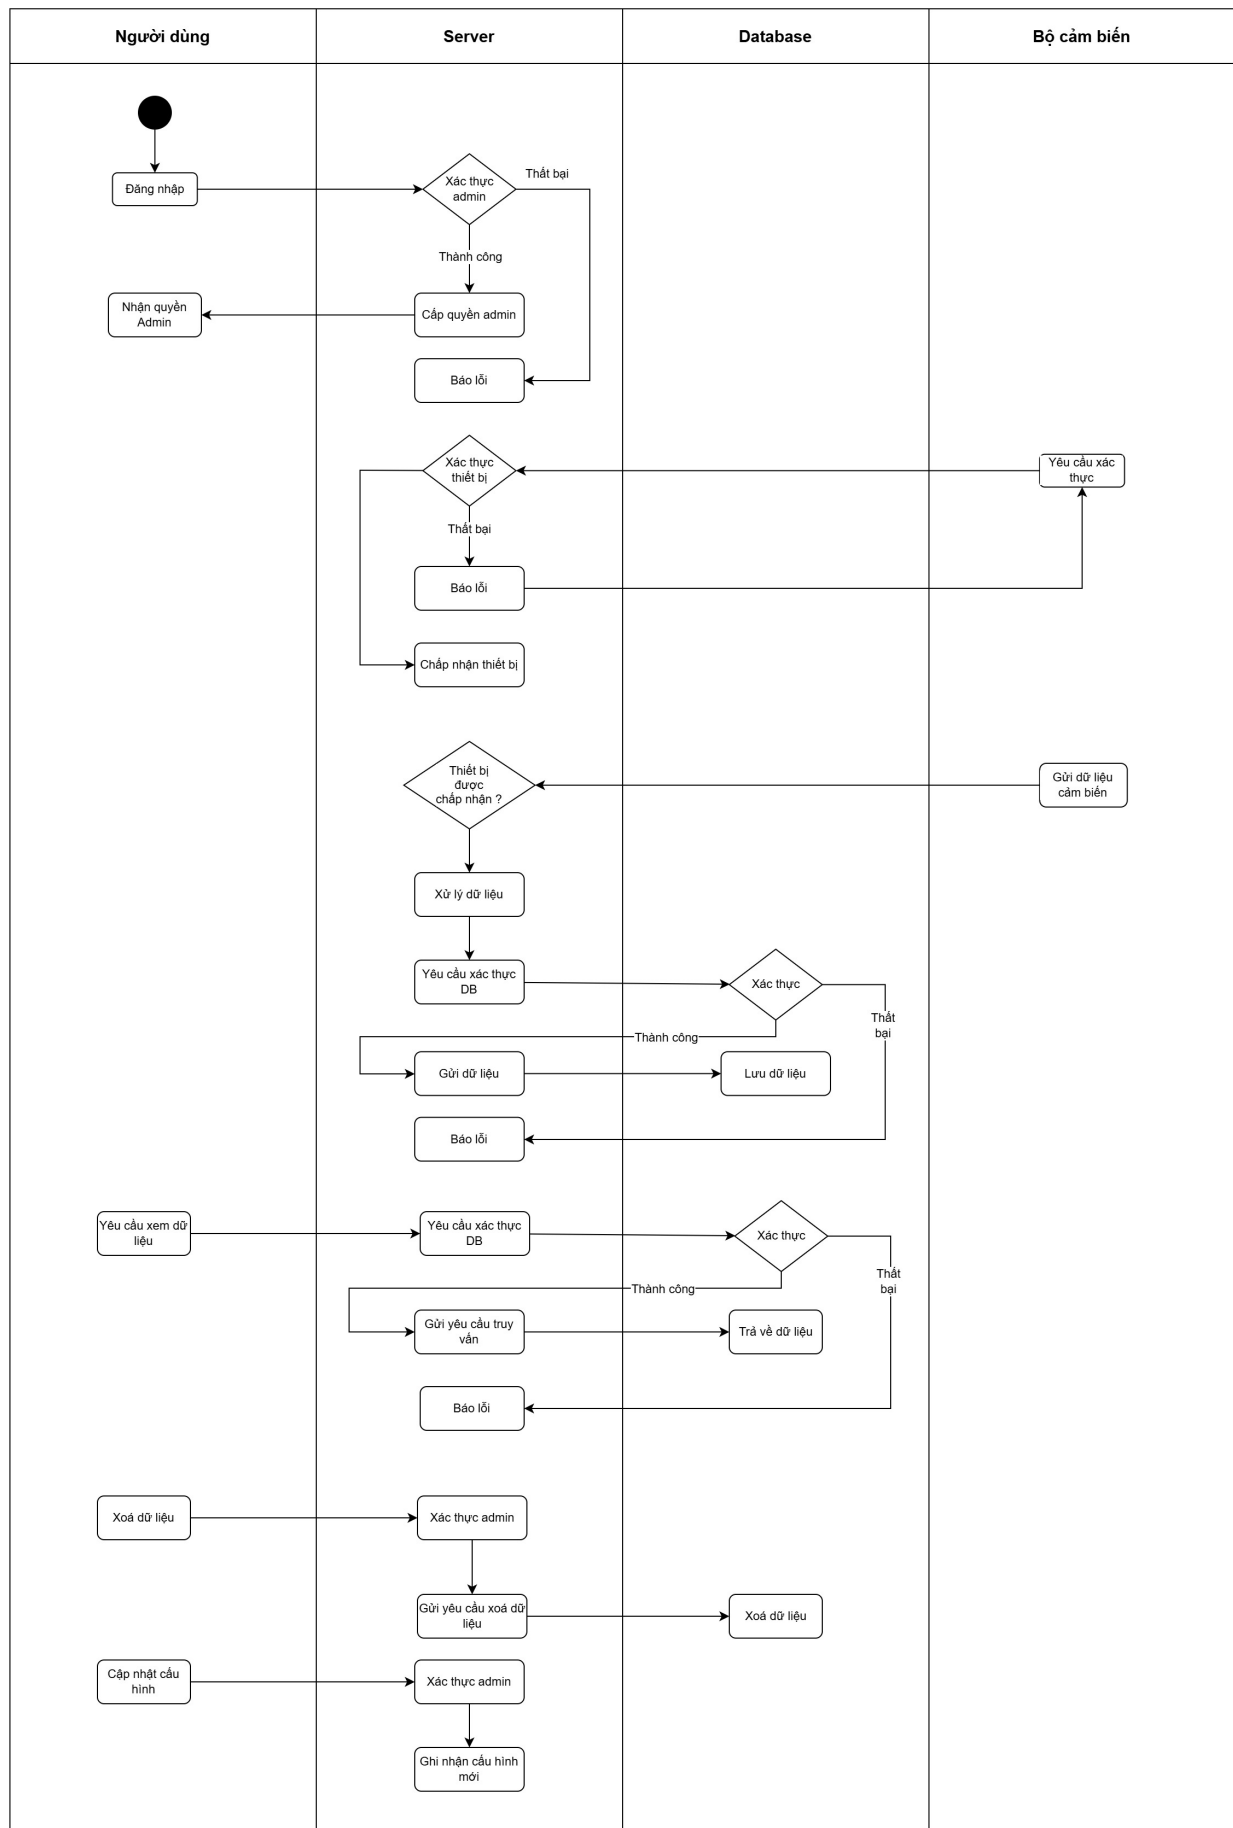 Người dùng
Server
Database
Bộ cảm biến
Đăng nhập
Xác thực
admin
Thất bại
Thành công
Nhận quyền
Admin
Cấp quyền admin
Báo lỗi
Xác thực
thiết bị
Yêu cầu xác
thực
Thất bại
Báo lỗi
Chấp nhận thiết bị
Thiết bị
được
chấp nhận ?
Gửi dữ liệu
cảm biến
Xử lý dữ liệu
Yêu cầu xác thực
DB
Xác thực
Thất
bại
Thành công
Gửi dữ liệu
Lưu dữ liệu
Báo lỗi
Yêu cầu xem dữ
liệu
Yêu cầu xác thực
DB
Xác thực
Thất
bại
Thành công
Gửi yêu cầu truy
vấn
Trả về dữ liệu
Báo lỗi
Xoá dữ liệu
Xác thực admin
Gửi yêu cầu xoá dữ
liệu
Xoá dữ liệu
Cập nhật cấu
hình
Xác thực admin
Ghi nhận cấu hình
mới